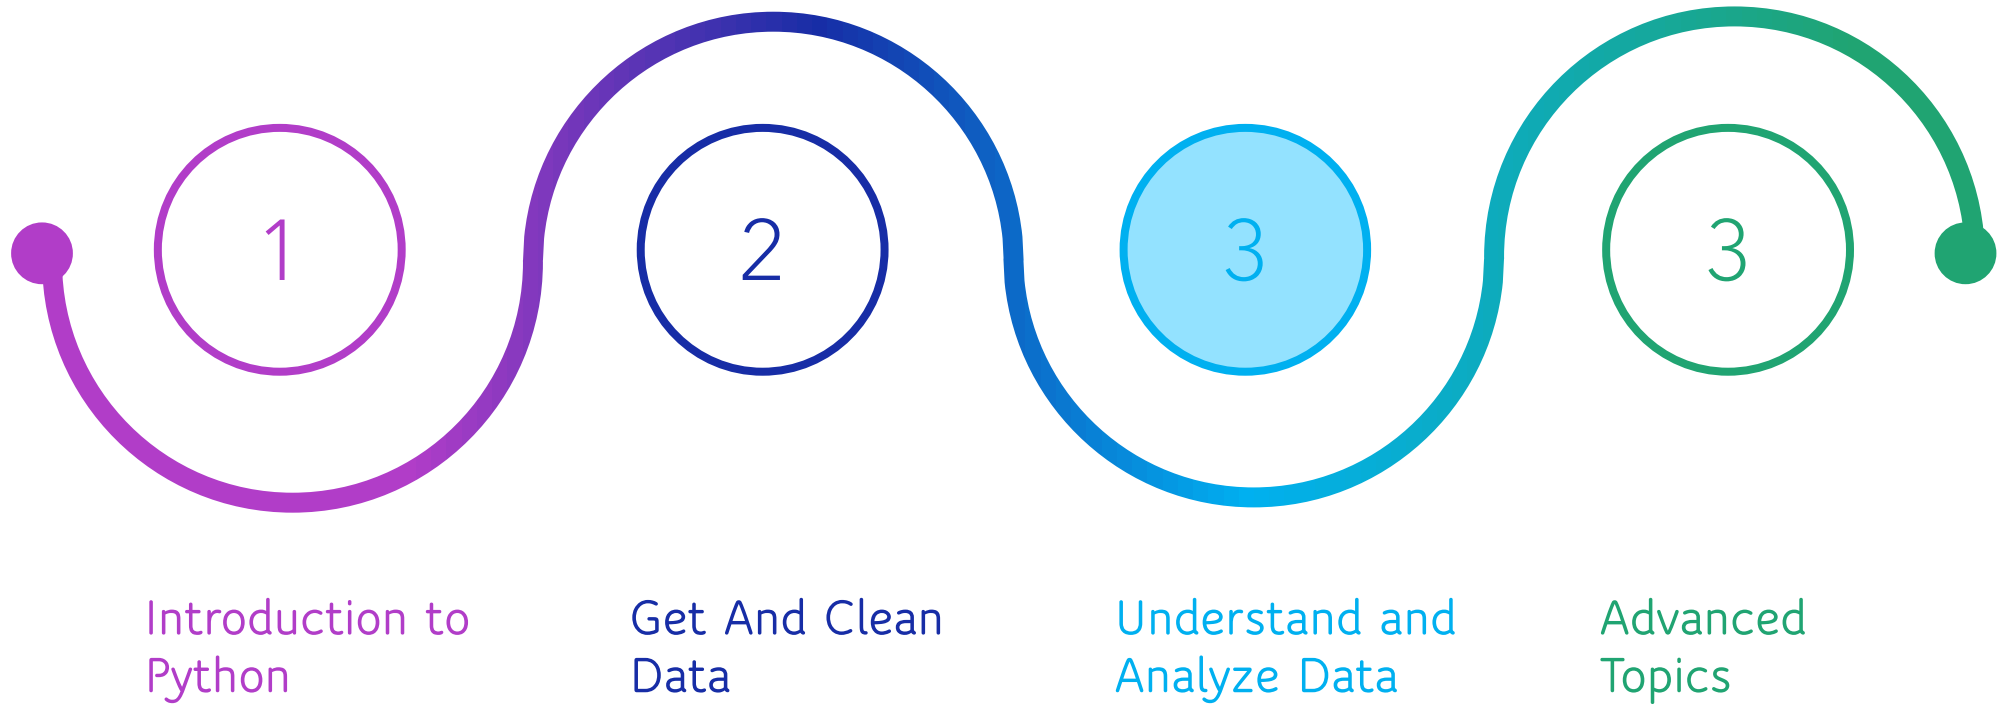 1
2
3
3
Introduction to
Python
Get And Clean
Data
Understand and
Analyze Data
Advanced
Topics